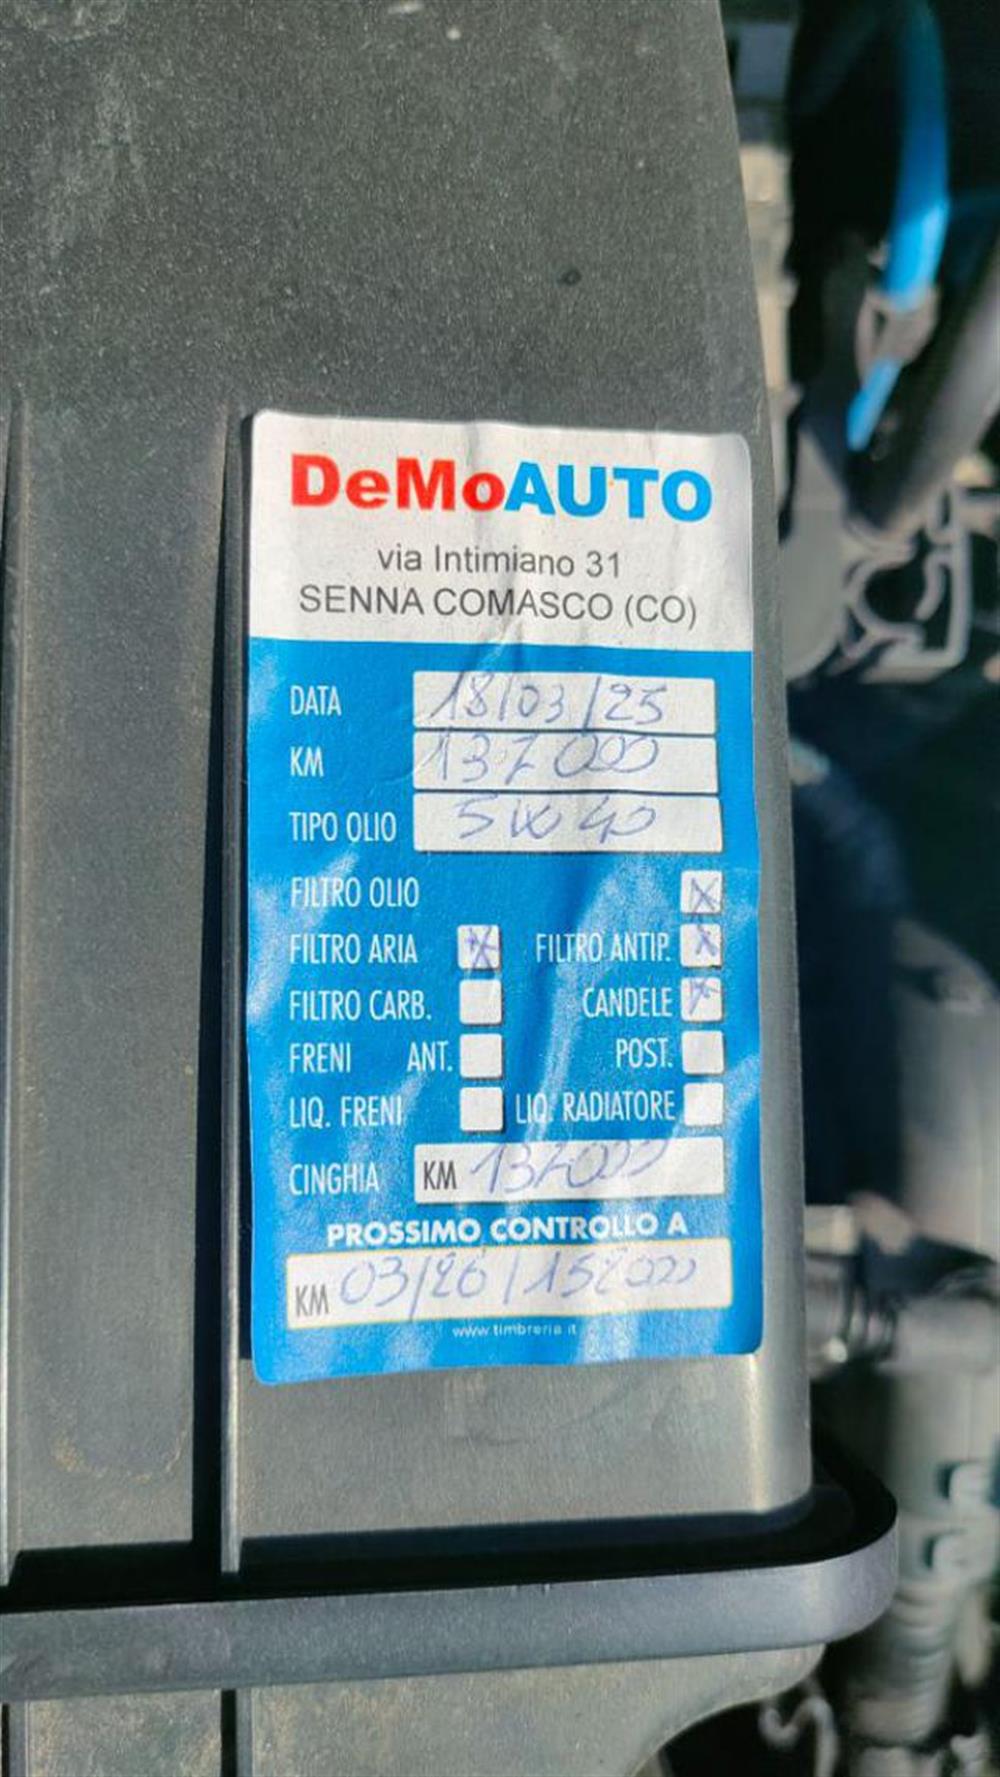 DeMoAUTO
via Intimiano 31
SENNA COMASCO (CO)
DATA 18/03/25
KM 137000
TIPO OLIO 5W40
FILTRO OLIO X
FILTRO ARIA X FILTRO ANTIP. X
FILTRO CARB. CANDELE X
FRENI ANT. POST.
LIQ. FRENI LIQ. RADIATORE
CINGHIA KM 137000
PROSSIMO CONTROLLO A
KM 03/26/152000
www.timbreria.it